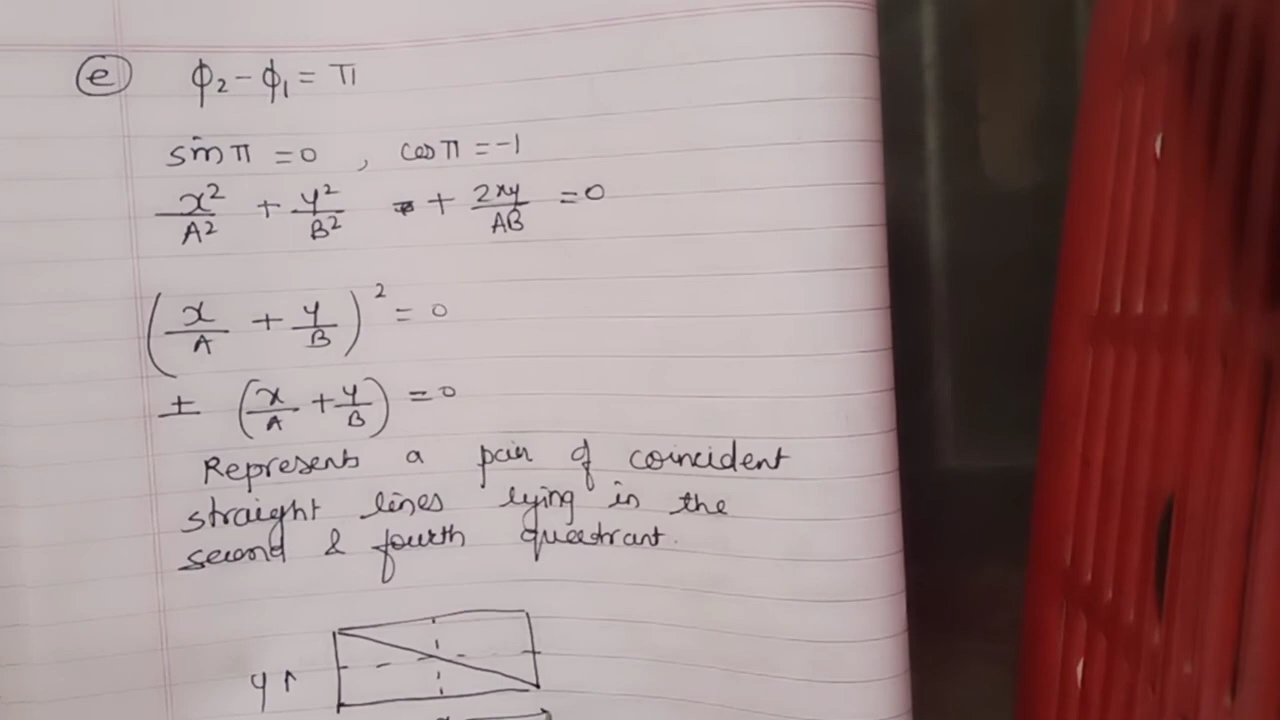 (e) ϕ₂ - ϕ₁ = π
sin π = 0 , cos π = -1
x²/A² + y²/B² + 2xy/AB = 0
(x/A + y/B)² = 0
± (x/A + y/B) = 0
Represents a pair of coincident
straight lines lying in the
second & fourth quadrant.
y ↑